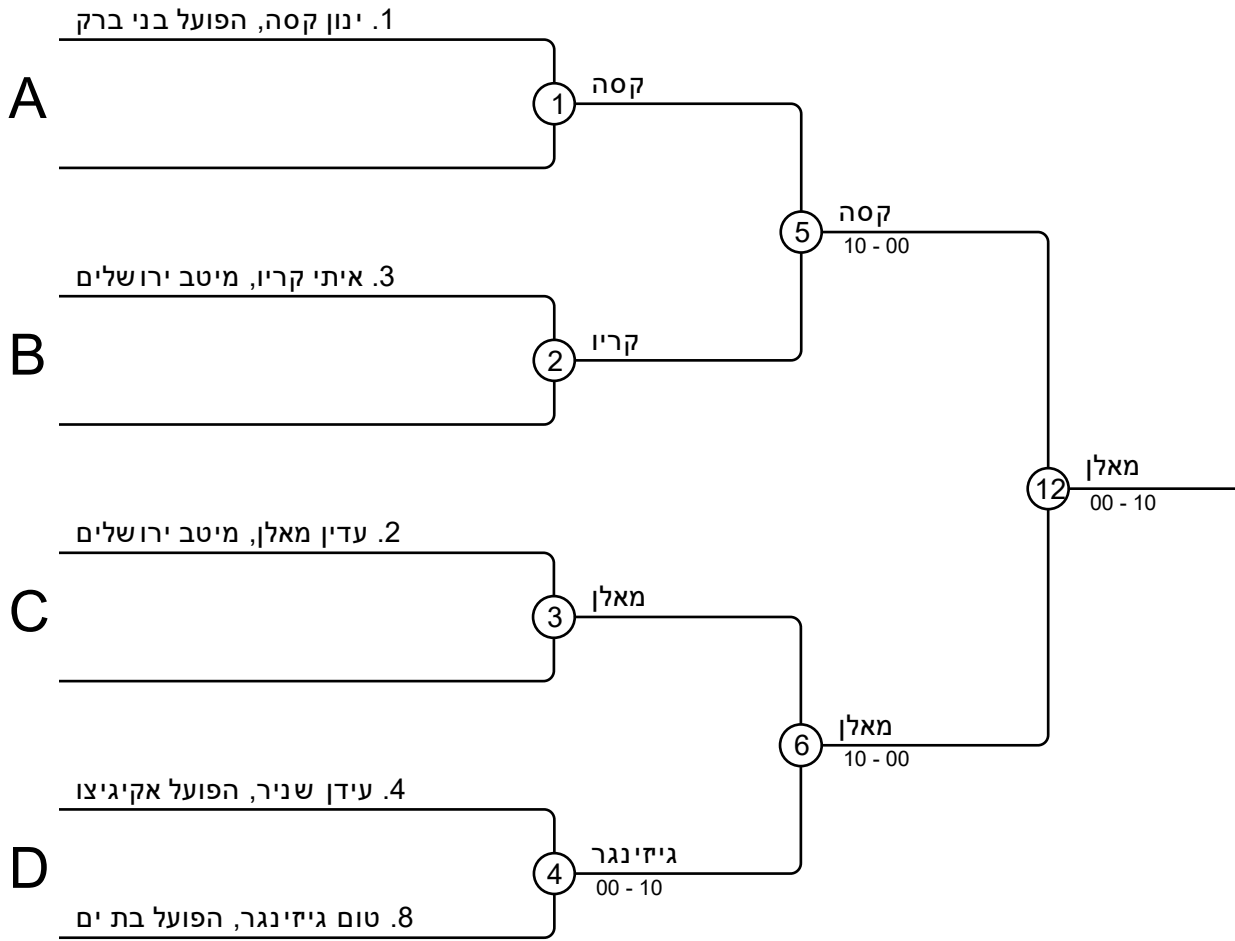 1. ינון קסה, הפועל בני ברק
A
1
קסה
5
קסה
10 - 00
3. איתי קריו, מיטב ירושלים
B
2
קריו
12
מאלן
00 - 10
2. עדין מאלן, מיטב ירושלים
C
3
מאלן
6
מאלן
10 - 00
4. עידן שניר, הפועל אקיגיצו
D
4
גייזינגר
00 - 10
8. טום גייזינגר, הפועל בת ים